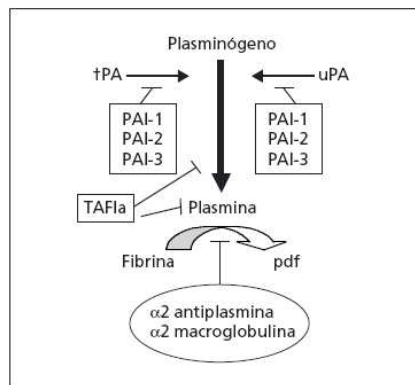 Plasminógeno
†PA
uPA
PAI-1
PAI-2
PAI-3
PAI-1
PAI-2
PAI-3
TAFIa
Plasmina
Fibrina
pdf
α2 antiplasmina
α2 macroglobulina